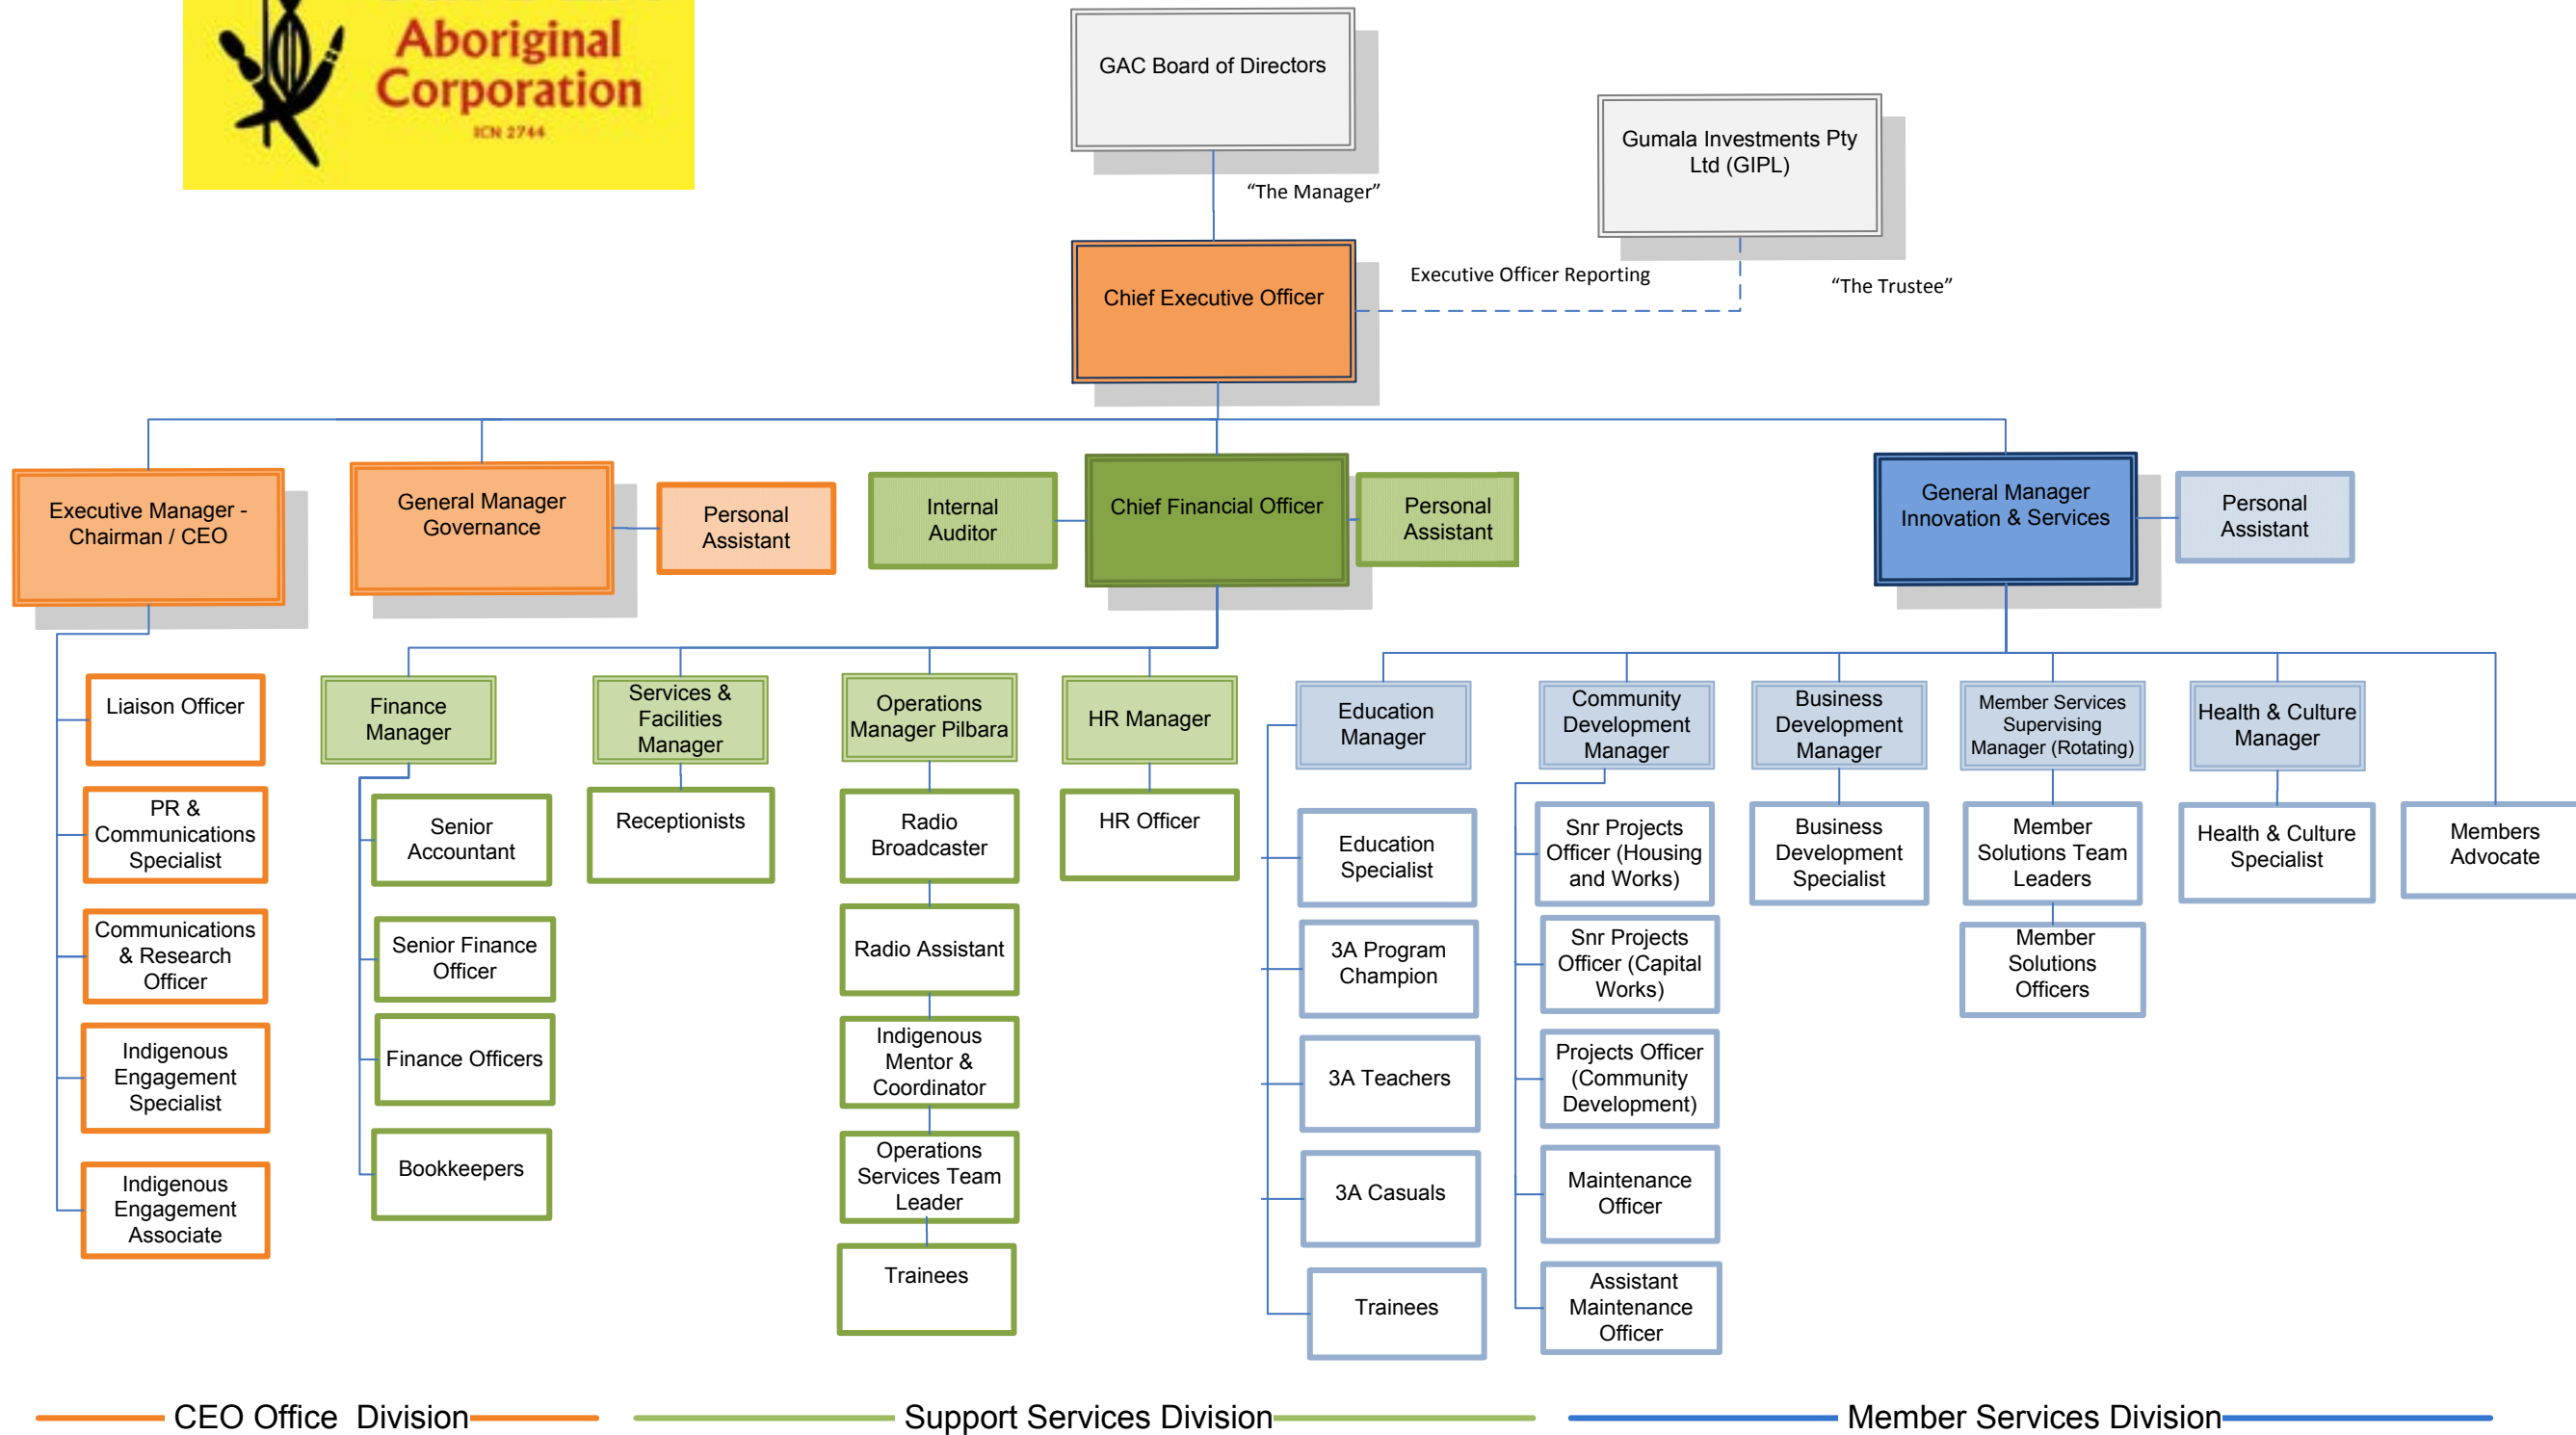 Aboriginal
Corporation
ICN 2744
GAC Board of Directors
Gumala Investments Pty
Ltd (GIPL)
“The Manager”
Executive Officer Reporting
“The Trustee”
Chief Executive Officer
Executive Manager -
Chairman / CEO
General Manager
Governance
Personal
Assistant
Internal
Auditor
Chief Financial Officer
Personal
Assistant
General Manager
Innovation & Services
Personal
Assistant
Liaison Officer
PR &
Communications
Specialist
Communications
& Research
Officer
Indigenous
Engagement
Specialist
Indigenous
Engagement
Associate
Finance
Manager
Senior
Accountant
Senior Finance
Officer
Finance Officers
Bookkeepers
Services &
Facilities
Manager
Receptionists
Operations
Manager Pilbara
Radio
Broadcaster
Radio Assistant
Indigenous
Mentor &
Coordinator
Operations
Services Team
Leader
Trainees
HR Manager
HR Officer
Education
Manager
Education
Specialist
3A Program
Champion
3A Teachers
3A Casuals
Trainees
Community
Development
Manager
Snr Projects
Officer (Housing
and Works)
Snr Projects
Officer (Capital
Works)
Projects Officer
(Community
Development)
Maintenance
Officer
Assistant
Maintenance
Officer
Business
Development
Manager
Business
Development
Specialist
Member Services
Supervising
Manager (Rotating)
Member
Solutions Team
Leaders
Member
Solutions
Officers
Health & Culture
Manager
Health & Culture
Specialist
Members
Advocate
CEO Office Division
Support Services Division
Member Services Division